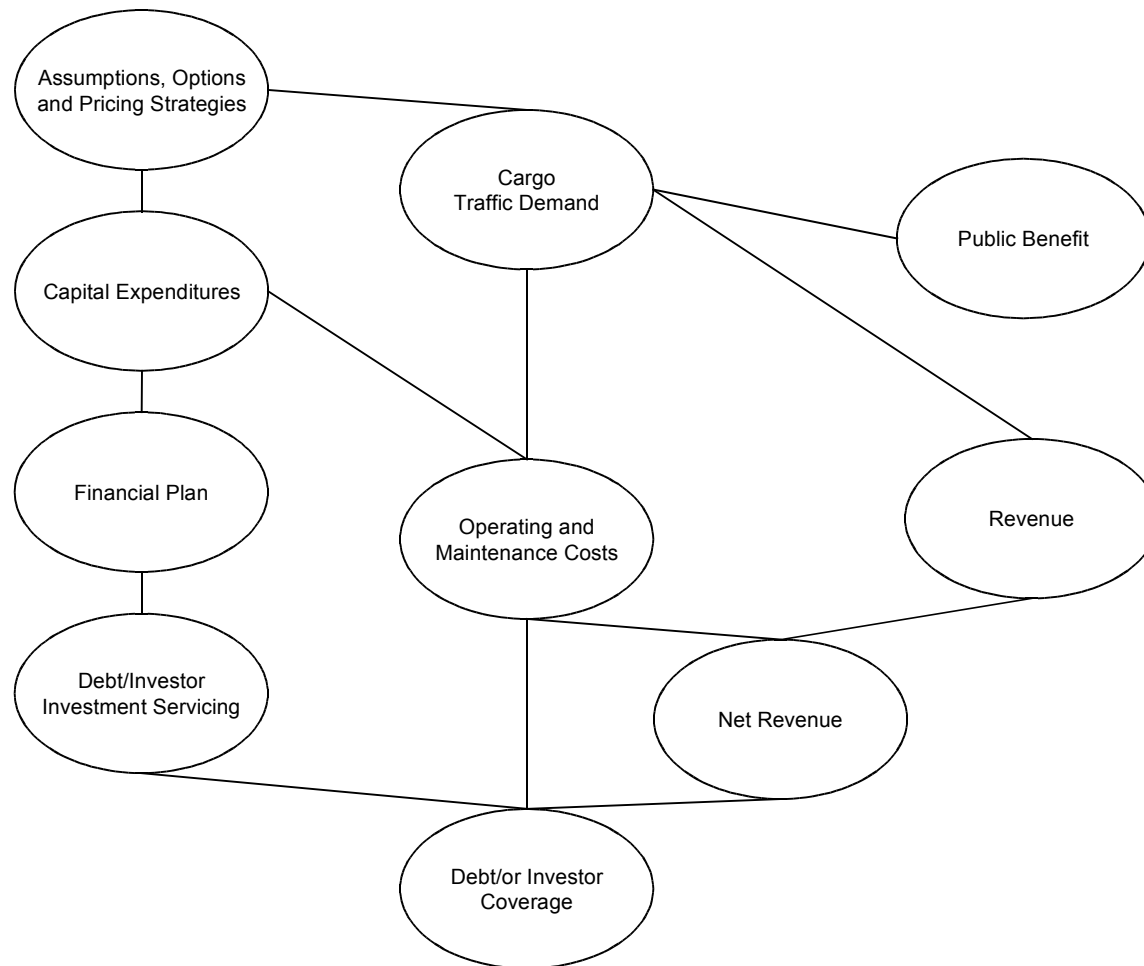 Assumptions, Options
and Pricing Strategies
Cargo
Traffic Demand
Public Benefit
Capital Expenditures
Financial Plan
Operating and
Maintenance Costs
Revenue
Debt/Investor
Investment Servicing
Net Revenue
Debt/or Investor
Coverage